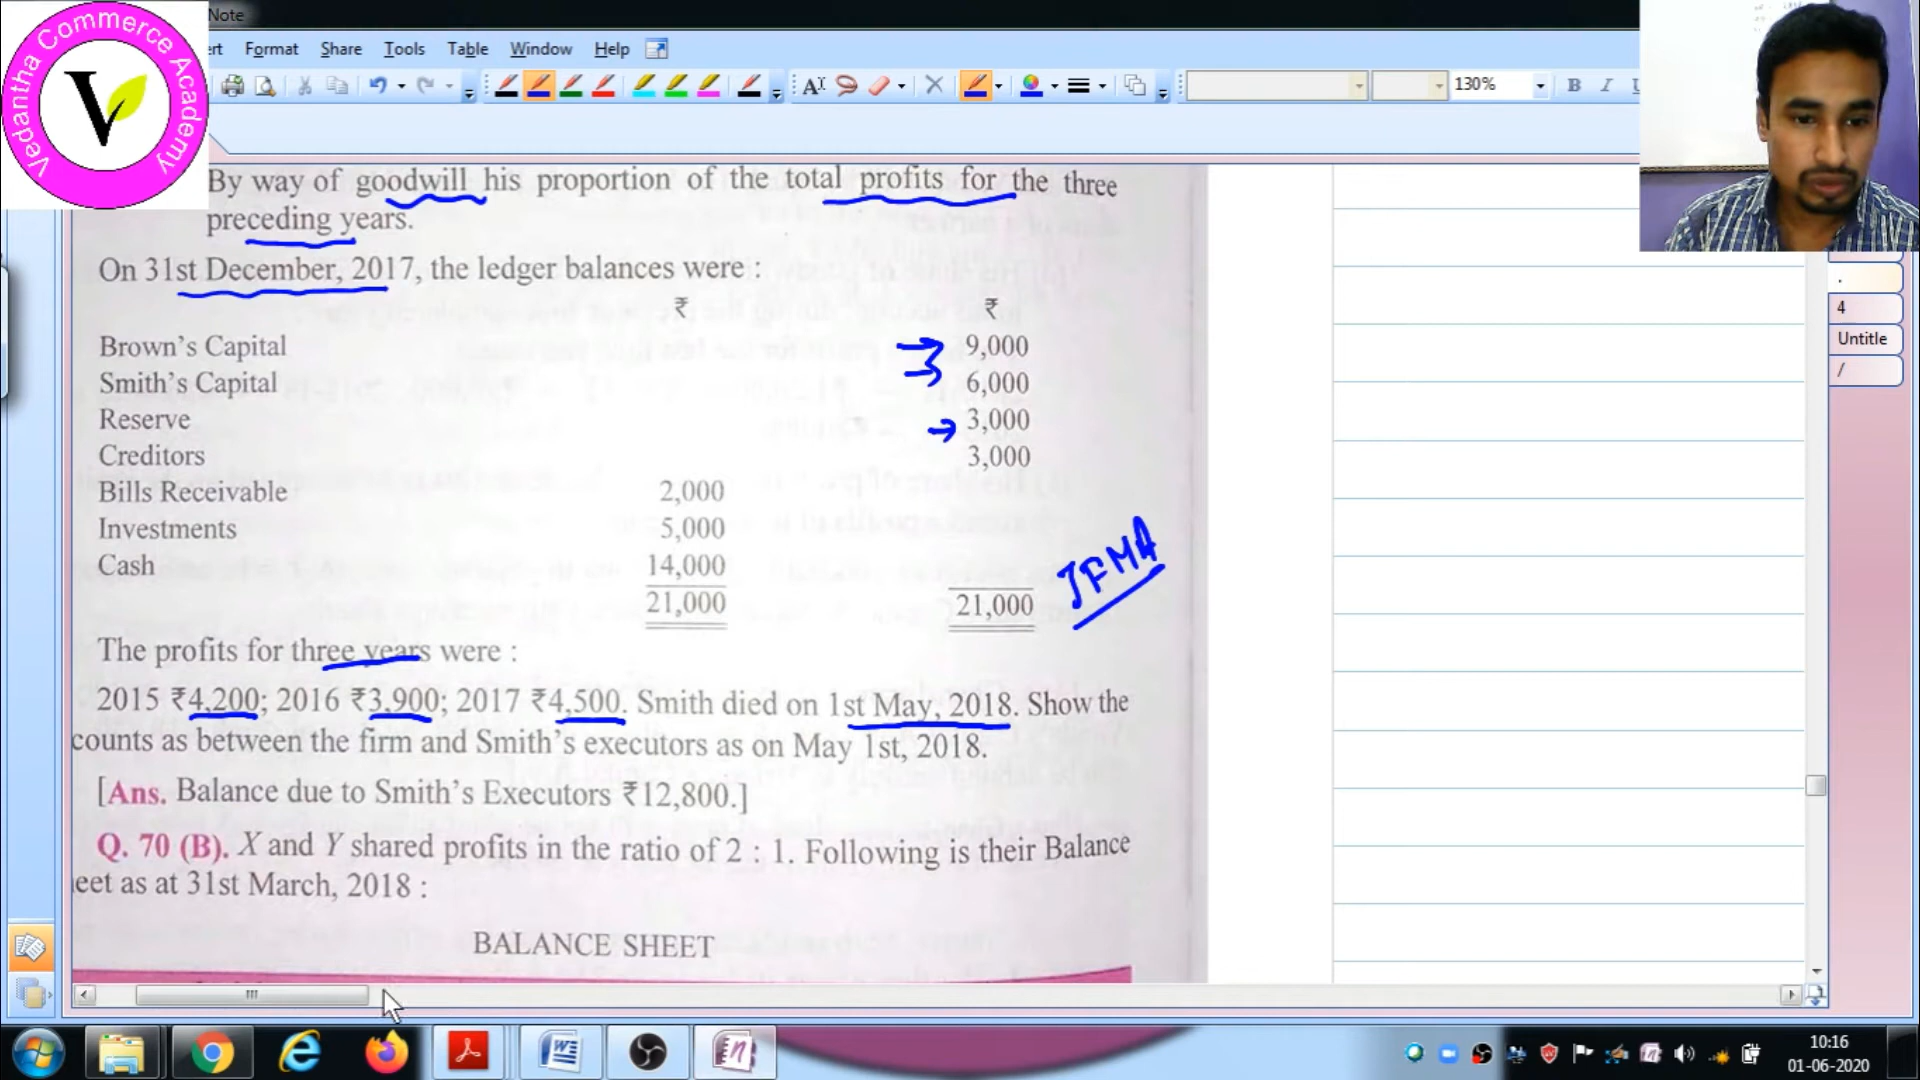 Vedantha Commerce Academy
V
Note
ert Format Share Tools Table Window Help
130%
B I U
By way of goodwill his proportion of the total profits for the three
preceding years.
On 31st December, 2017, the ledger balances were :
₹ ₹
Brown's Capital 9,000
Smith's Capital 6,000
Reserve 3,000
Creditors 3,000
Bills Receivable 2,000
Investments 5,000
Cash 14,000
21,000 21,000
JFMA
The profits for three years were :
2015 ₹4,200; 2016 ₹3,900; 2017 ₹4,500. Smith died on 1st May, 2018. Show the
counts as between the firm and Smith's executors as on May 1st, 2018.
[Ans. Balance due to Smith's Executors ₹12,800.]
Q. 70 (B). X and Y shared profits in the ratio of 2 : 1. Following is their Balance
eet as at 31st March, 2018 :
BALANCE SHEET
.
4
Untitle
/
10:16
01-06-2020